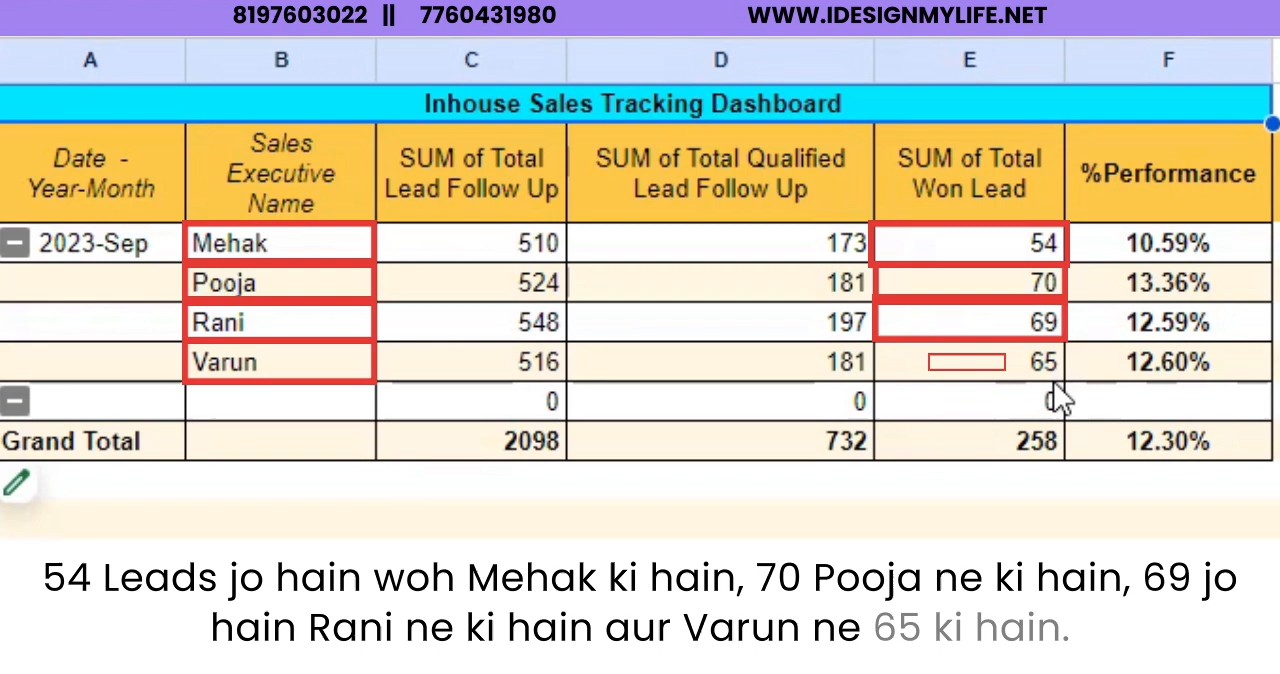 8197603022 || 7760431980 WWW.IDESIGNMYLIFE.NET
A B C D E F
Inhouse Sales Tracking Dashboard
Date - Year-Month Sales Executive Name SUM of Total Lead Follow Up SUM of Total Qualified Lead Follow Up SUM of Total Won Lead %Performance
2023-Sep Mehak 510 173 54 10.59%
Pooja 524 181 70 13.36%
Rani 548 197 69 12.59%
Varun 516 181 65 12.60%
0 0 0
Grand Total 2098 732 258 12.30%
54 Leads jo hain woh Mehak ki hain, 70 Pooja ne ki hain, 69 jo
hain Rani ne ki hain aur Varun ne 65 ki hain.